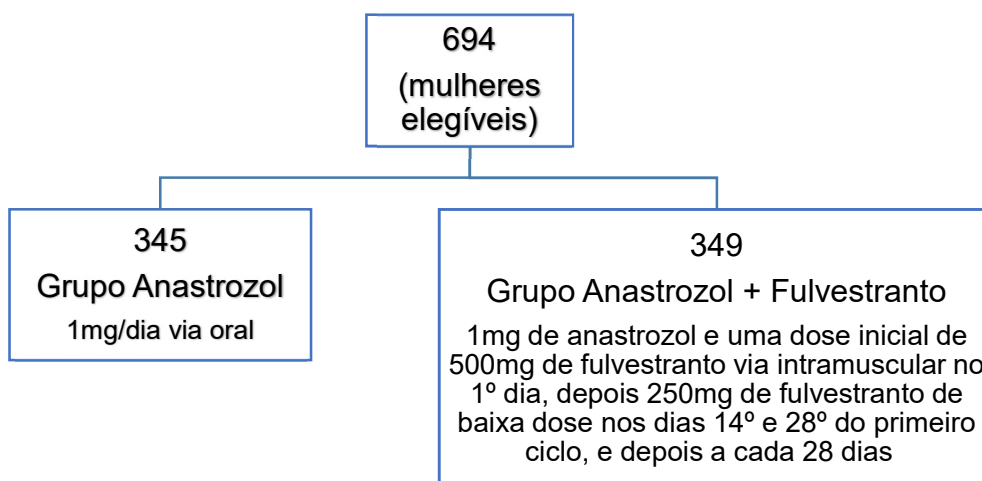 694
(mulheres
elegíveis)
345
Grupo Anastrozol
1mg/dia via oral
349
Grupo Anastrozol + Fulvestranto
1mg de anastrozol e uma dose inicial de
500mg de fulvestranto via intramuscular no
1º dia, depois 250mg de fulvestranto de
baixa dose nos dias 14º e 28º do primeiro
ciclo, e depois a cada 28 dias